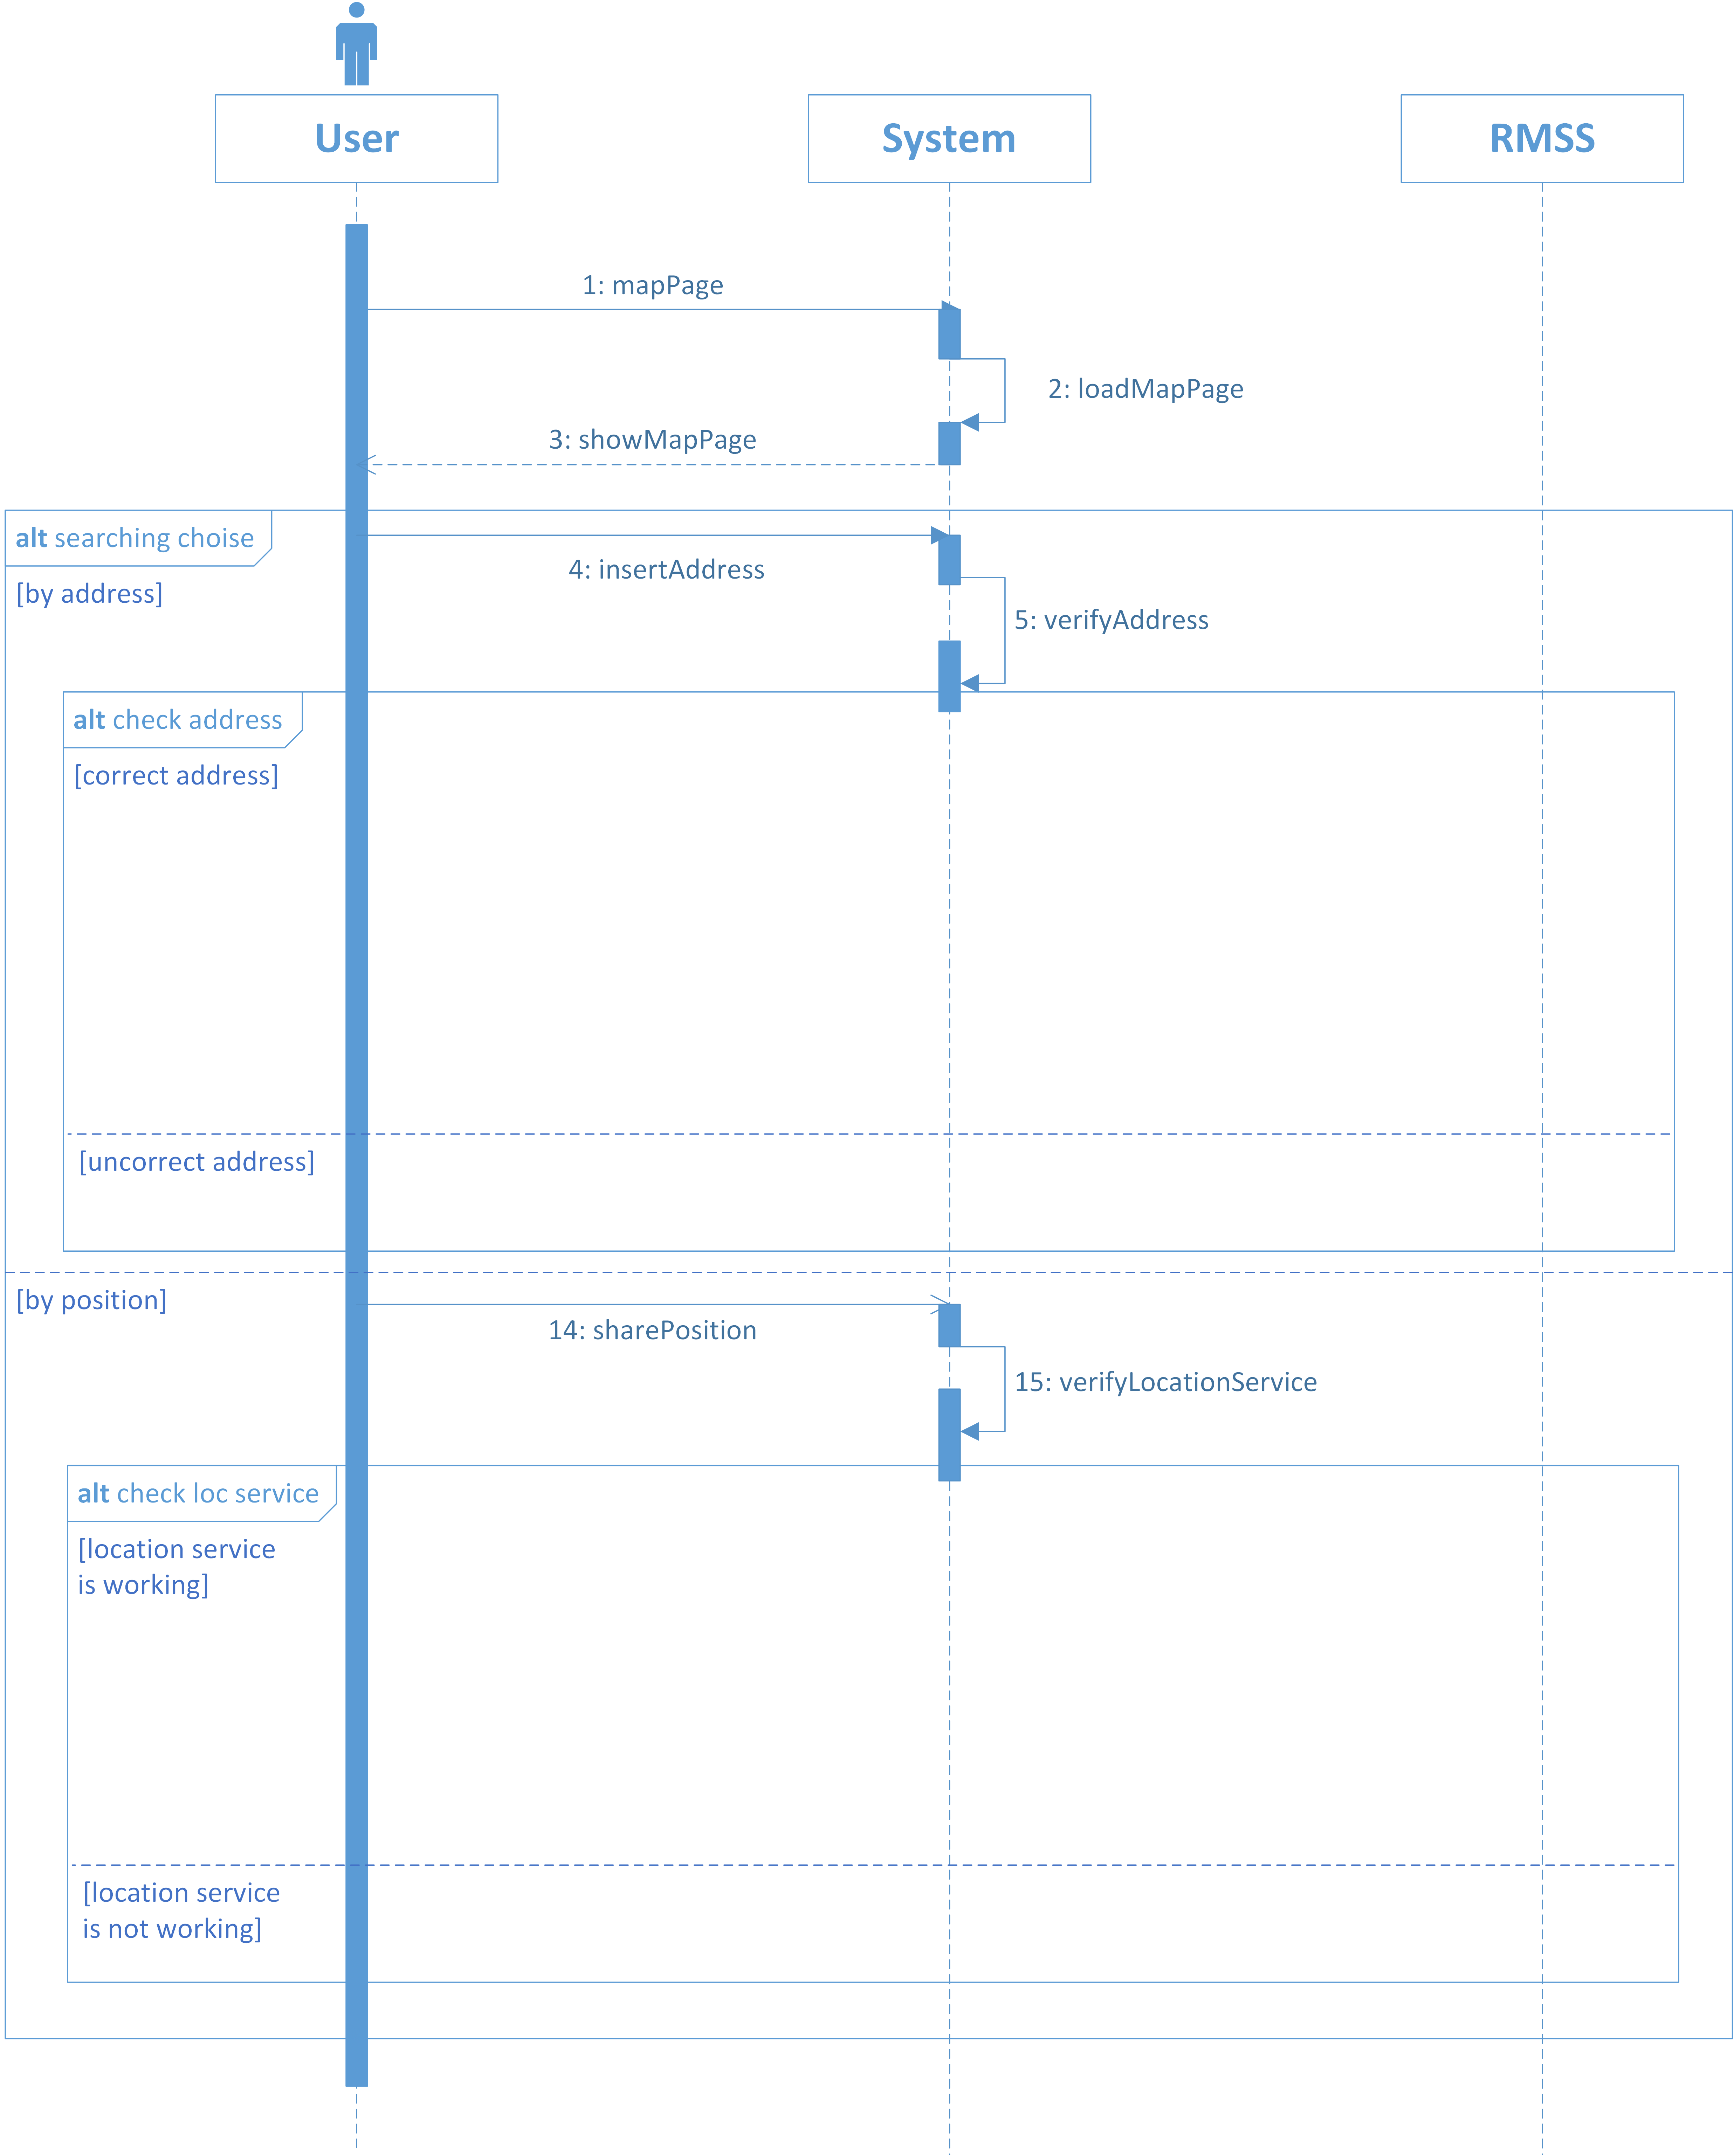 User
System
RMSS
1: mapPage
2: loadMapPage
3: showMapPage
alt searching choise
4: insertAddress
[by address]
5: verifyAddress
alt check address
[correct address]
[uncorrect address]
[by position]
14: sharePosition
15: verifyLocationService
alt check loc service
[location service
is working]
[location service
is not working]